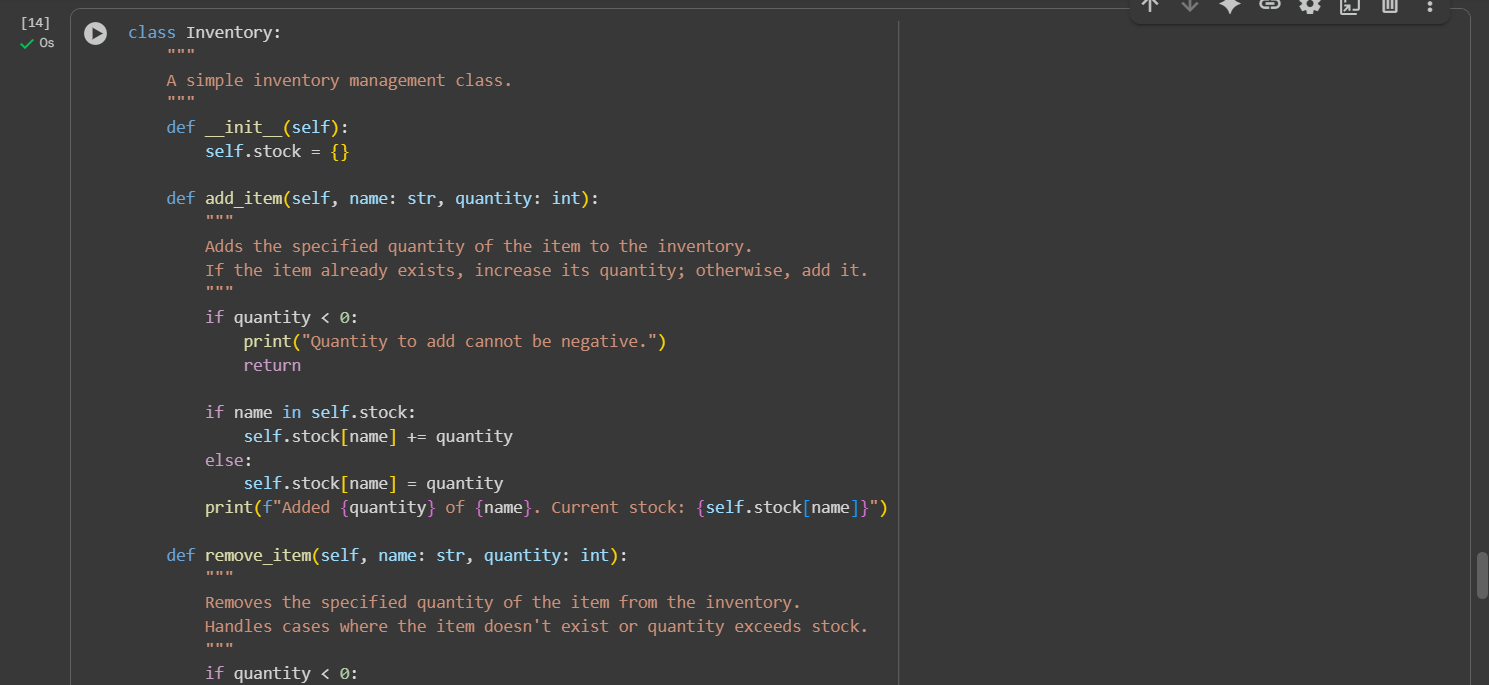 [14]
0s
class Inventory:
    """
    A simple inventory management class.
    """
    def __init__(self):
        self.stock = {}

    def add_item(self, name: str, quantity: int):
        """
        Adds the specified quantity of the item to the inventory.
        If the item already exists, increase its quantity; otherwise, add it.
        """
        if quantity < 0:
            print("Quantity to add cannot be negative.")
            return

        if name in self.stock:
            self.stock[name] += quantity
        else:
            self.stock[name] = quantity
        print(f"Added {quantity} of {name}. Current stock: {self.stock[name]}")

    def remove_item(self, name: str, quantity: int):
        """
        Removes the specified quantity of the item from the inventory.
        Handles cases where the item doesn't exist or quantity exceeds stock.
        """
        if quantity < 0: